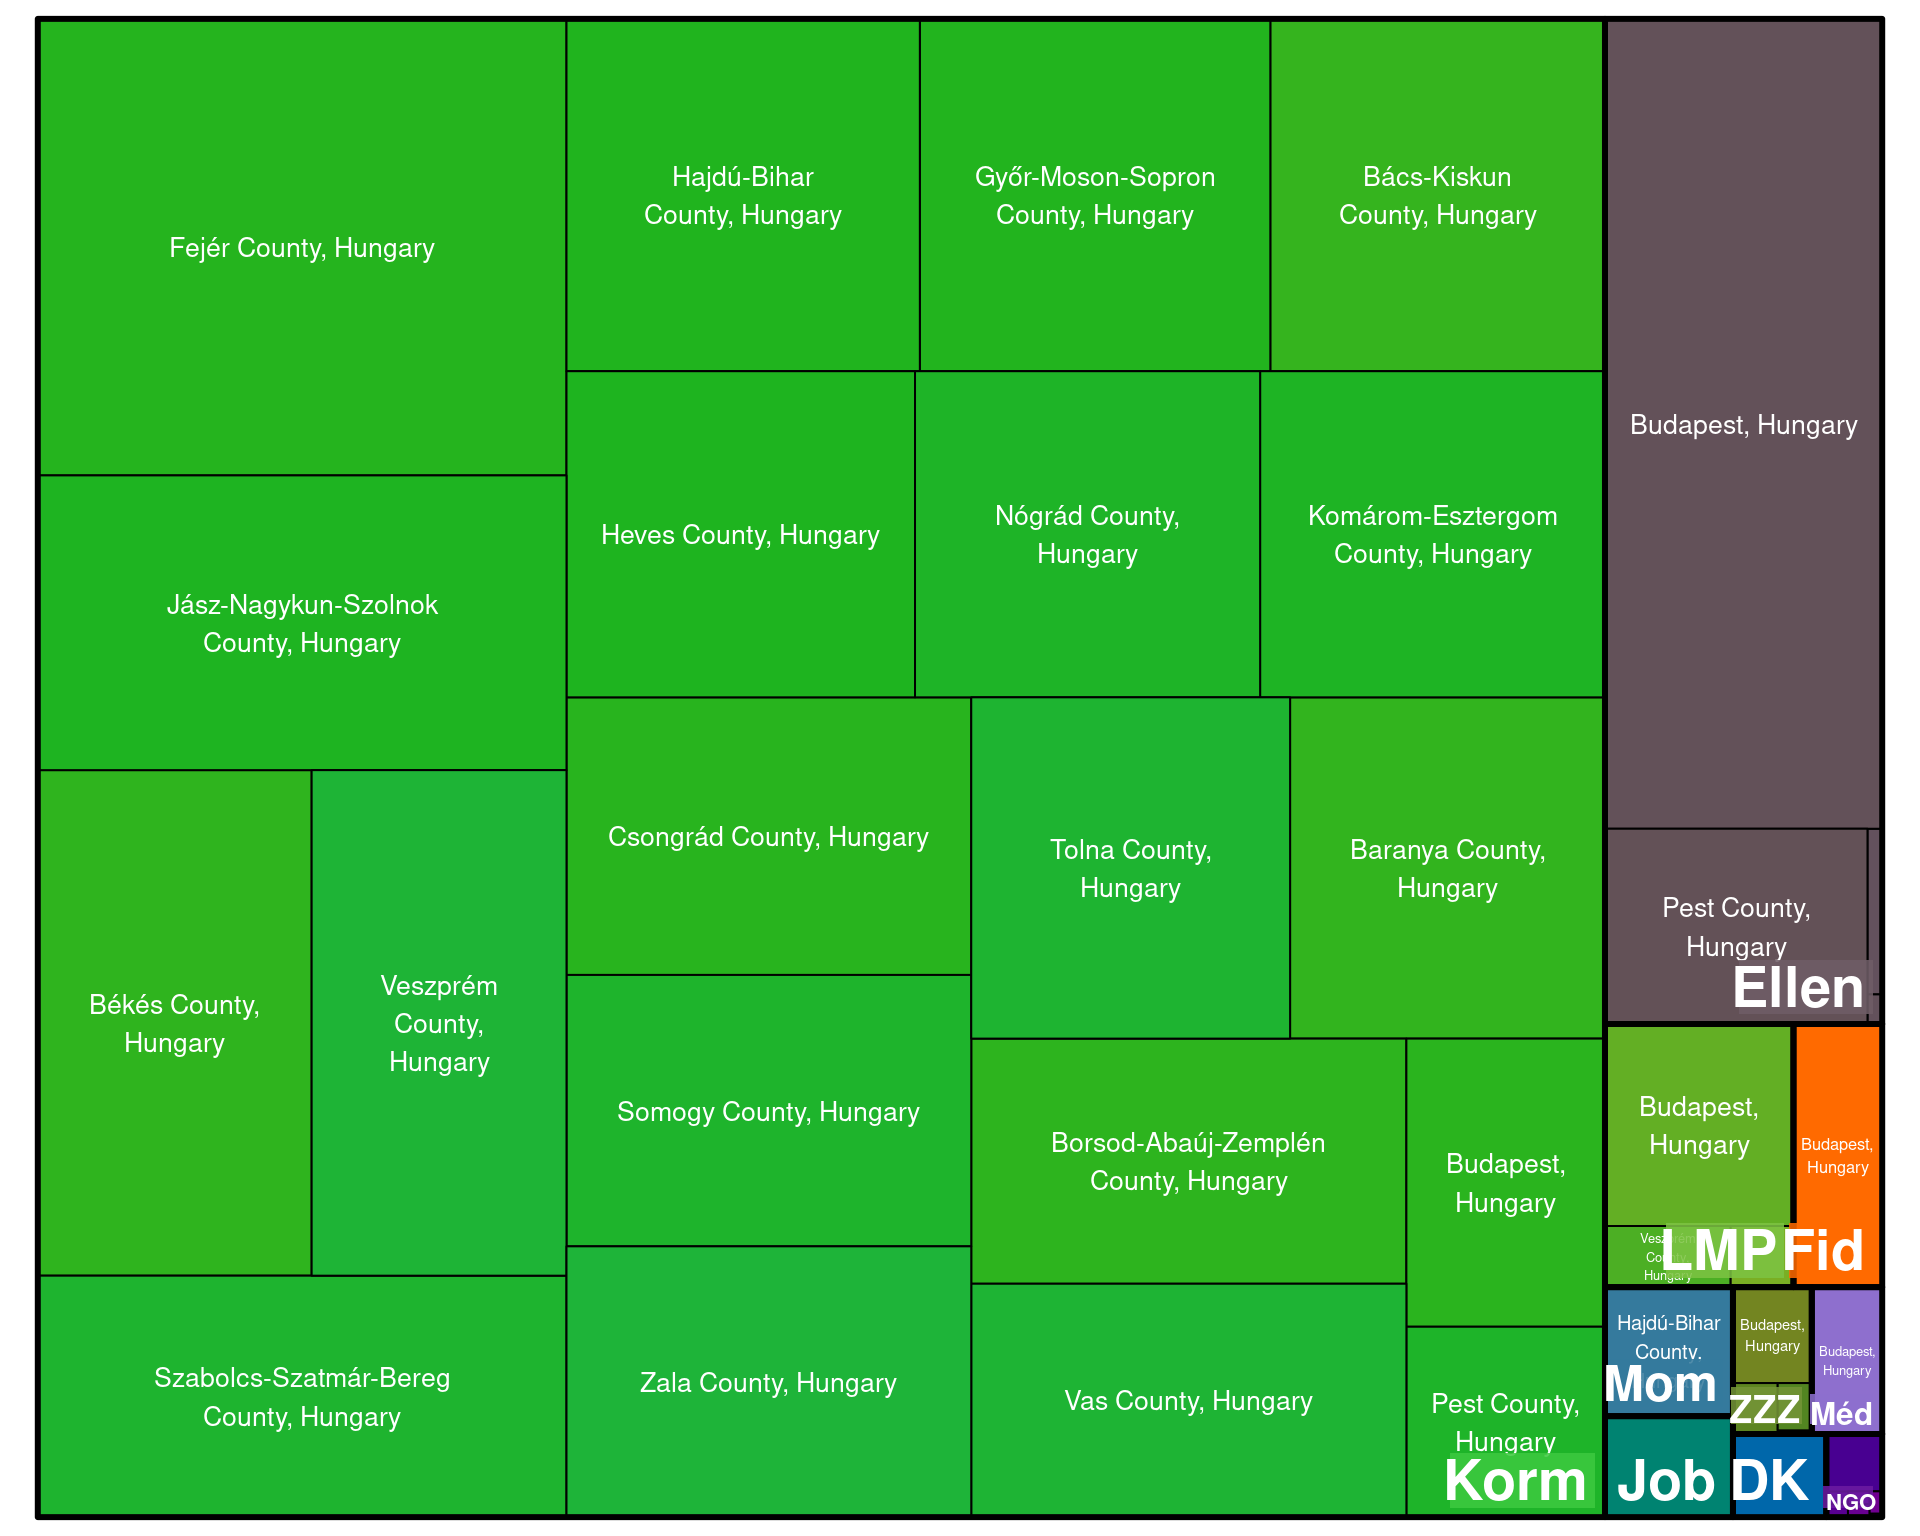 Fejér County, Hungary
Jász-Nagykun-Szolnok
County, Hungary
Békés County,
Hungary
Veszprém
County,
Hungary
Szabolcs-Szatmár-Bereg
County, Hungary
Hajdú-Bihar
County, Hungary
Győr-Moson-Sopron
County, Hungary
Bács-Kiskun
County, Hungary
Heves County, Hungary
Nógrád County,
Hungary
Komárom-Esztergom
County, Hungary
Csongrád County, Hungary
Somogy County, Hungary
Zala County, Hungary
Tolna County,
Hungary
Baranya County,
Hungary
Borsod-Abaúj-Zemplén
County, Hungary
Vas County, Hungary
Budapest,
Hungary
Pest County,
Hungary
Korm
Budapest, Hungary
Pest County,
Hungary
Ellen
Budapest,
Hungary
Veszprém
County,
Hungary
LMP
Budapest,
Hungary
Fid
Hajdú-Bihar
County,
Mom
Budapest,
Hungary
ZZZ
Budapest,
Hungary
Méd
Job
DK
NGO